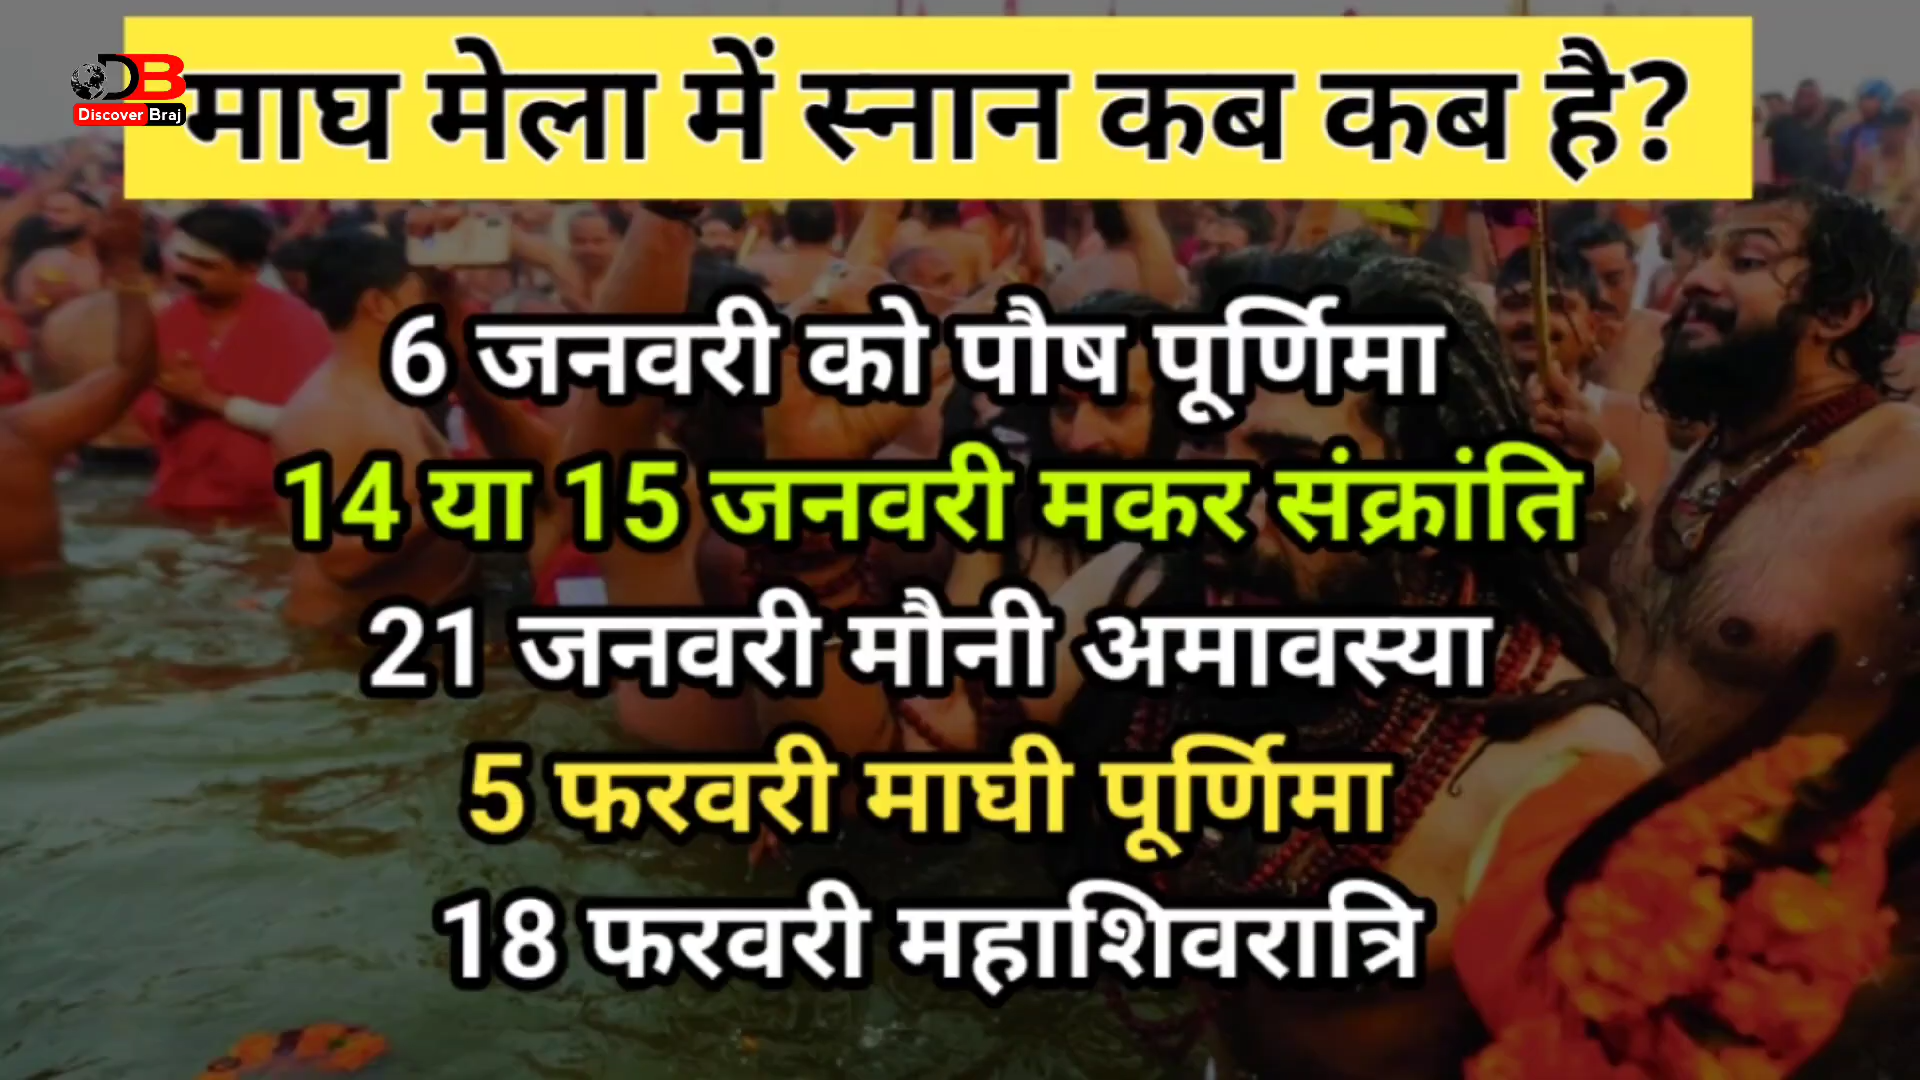 DB
Discover Braj
माघ मेला में स्नान कब कब है?
6 जनवरी को पौष पूर्णिमा
14 या 15 जनवरी मकर संक्रांति
21 जनवरी मौनी अमावस्या
5 फरवरी माघी पूर्णिमा
18 फरवरी महाशिवरात्रि